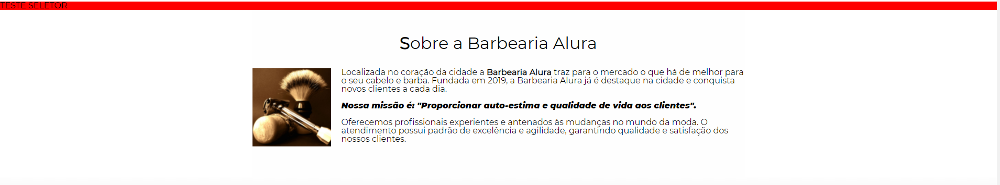 TESTE SELETOR
Sobre a Barbearia Alura
Localizada no coração da cidade a Barbearia Alura traz para o mercado o que há de melhor para
o seu cabelo e barba. Fundada em 2019, a Barbearia Alura já é destaque na cidade e conquista
novos clientes a cada dia.
Nossa missão é: "Proporcionar auto-estima e qualidade de vida aos clientes".
Oferecemos profissionais experientes e antenados às mudanças no mundo da moda. O
atendimento possui padrão de excelência e agilidade, garantindo qualidade e satisfação dos
nossos clientes.